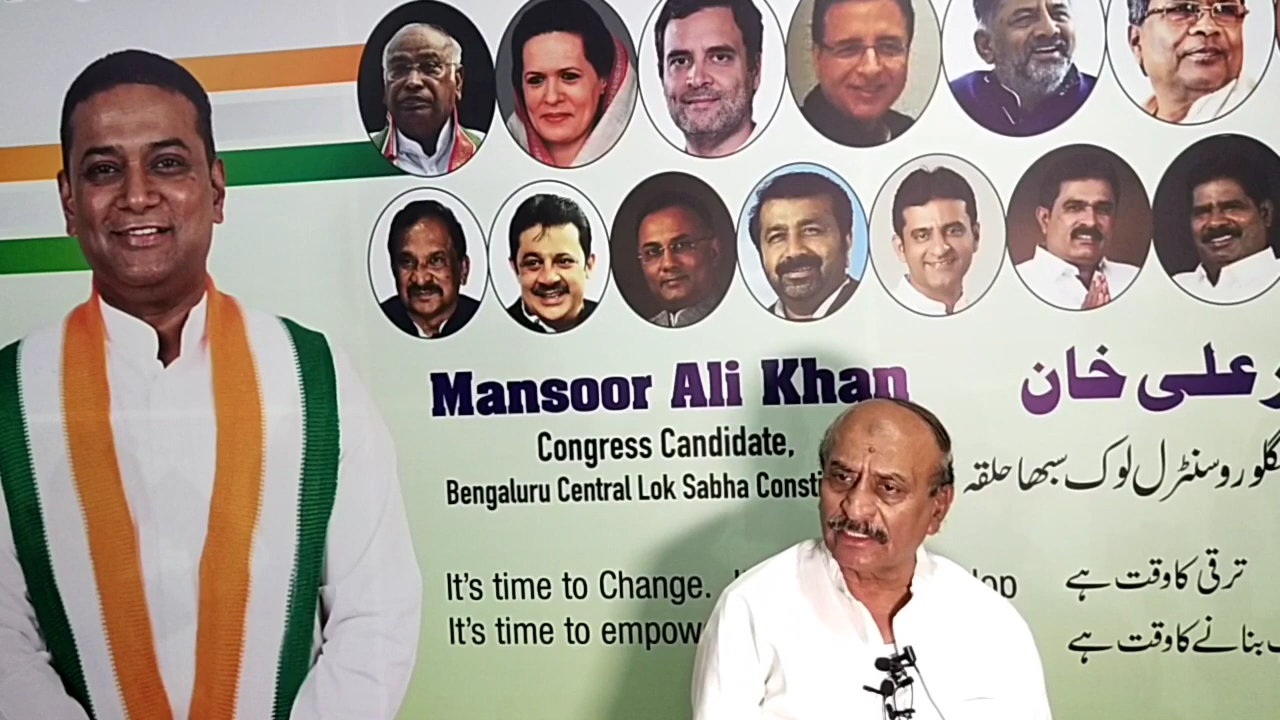 Mansoor Ali Khan
علی خان
Congress Candidate,
Bengaluru Central Lok Sabha Consti
سنٹرل لوک سبھا حلقہ
It's time to Change.
ترقی کا وقت ہے
It's time to empow
بنانے کا وقت ہے